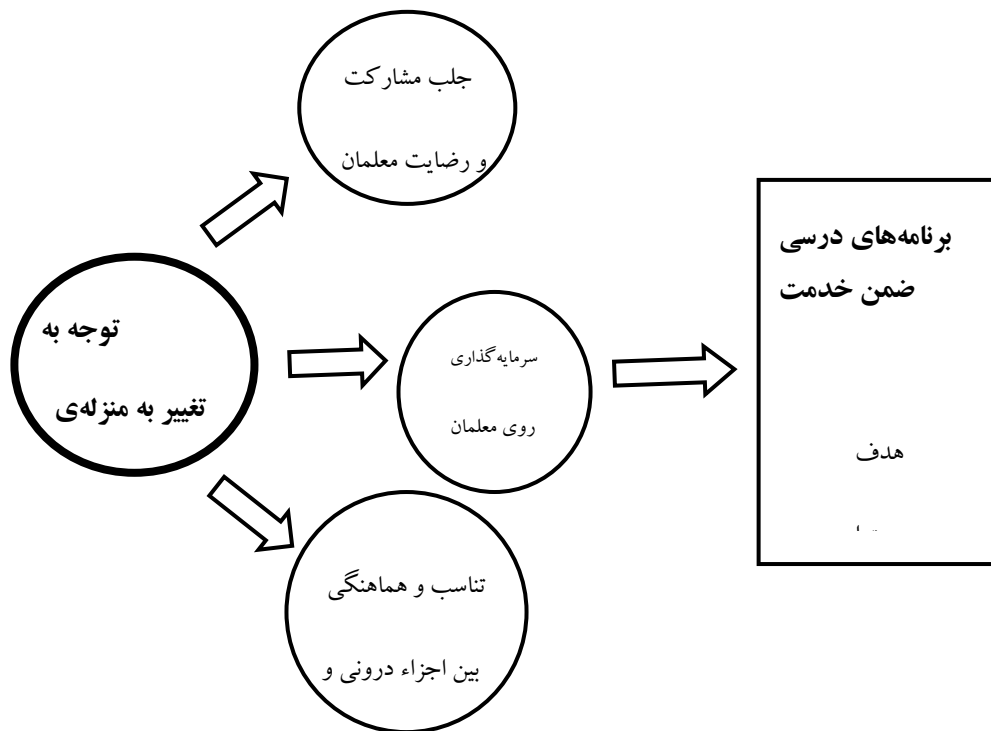 جلب مشارکت
و رضایت معلمان
توجه به
تغییر به منزله‌ی
سرمایه‌گذاری
روی معلمان
تناسب و هماهنگی
بین اجزاء درونی و
برنامه‌های درسی
ضمن خدمت
هدف